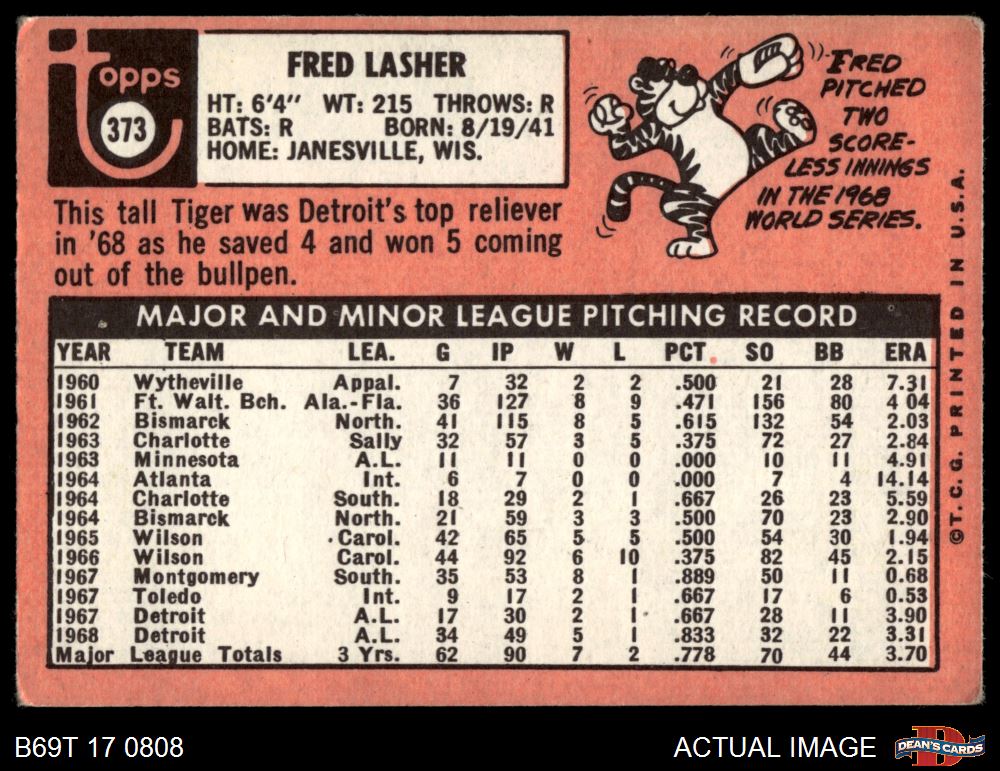 topps
373
FRED LASHER
HT: 6'4" WT: 215 THROWS: R
BATS: R BORN: 8/19/41
HOME: JANESVILLE, WIS.
FRED
PITCHED
TWO
SCORE-
LESS INNINGS
IN THE 1968
WORLD SERIES.
This tall Tiger was Detroit's top reliever
in '68 as he saved 4 and won 5 coming
out of the bullpen.
MAJOR AND MINOR LEAGUE PITCHING RECORD
YEAR TEAM LEA. G IP W L PCT. SO BB ERA
1960 Wytheville Appal. 7 32 2 2 .500 21 28 7.31
1961 Ft. Walt. Bch. Ala.-Fla. 36 127 8 9 .471 156 80 4 04
1962 Bismarck North. 41 115 8 5 .615 132 54 2.03
1963 Charlotte Sally 32 57 3 5 .375 72 27 2.84
1963 Minnesota A.L. 11 11 0 0 .000 10 11 4.91
1964 Atlanta Int. 6 7 0 0 .000 7 4 14.14
1964 Charlotte South. 18 29 2 1 .667 26 23 5.59
1964 Bismarck North. 21 59 3 3 .500 70 23 2.90
1965 Wilson Carol. 42 65 5 5 .500 54 30 1.94
1966 Wilson Carol. 44 92 6 10 .375 82 45 2.15
1967 Montgomery South. 35 53 8 1 .889 50 11 0.68
1967 Toledo Int. 9 17 2 1 .667 17 6 0.53
1967 Detroit A.L. 17 30 2 1 .667 28 11 3.90
1968 Detroit A.L. 34 49 5 1 .833 32 22 3.31
Major League Totals 3 Yrs. 62 90 7 2 .778 70 44 3.70
©T.C.G. PRINTED IN U.S.A.
B69T 17 0808
ACTUAL IMAGE
D
DEAN'S CARDS